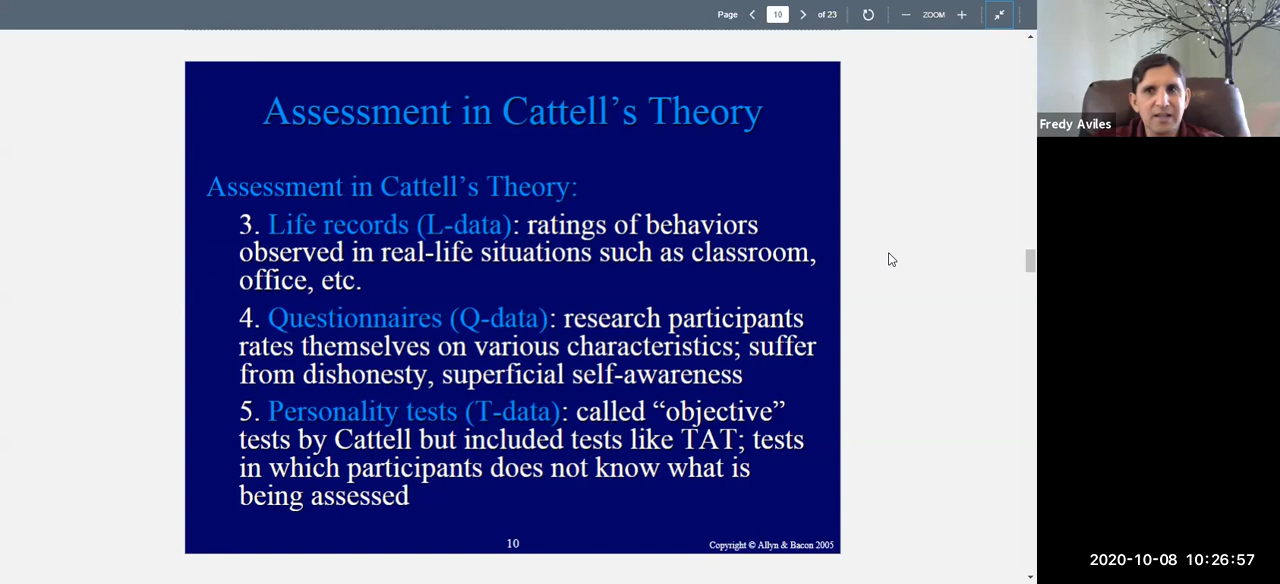 Page 10 of 23 ZOOM
Assessment in Cattell's Theory
Assessment in Cattell's Theory:
3. Life records (L-data): ratings of behaviors
observed in real-life situations such as classroom,
office, etc.
4. Questionnaires (Q-data): research participants
rates themselves on various characteristics; suffer
from dishonesty, superficial self-awareness
5. Personality tests (T-data): called “objective”
tests by Cattell but included tests like TAT; tests
in which participants does not know what is
being assessed
10
Copyright © Allyn & Bacon 2005
Fredy Aviles
2020-10-08 10:26:57